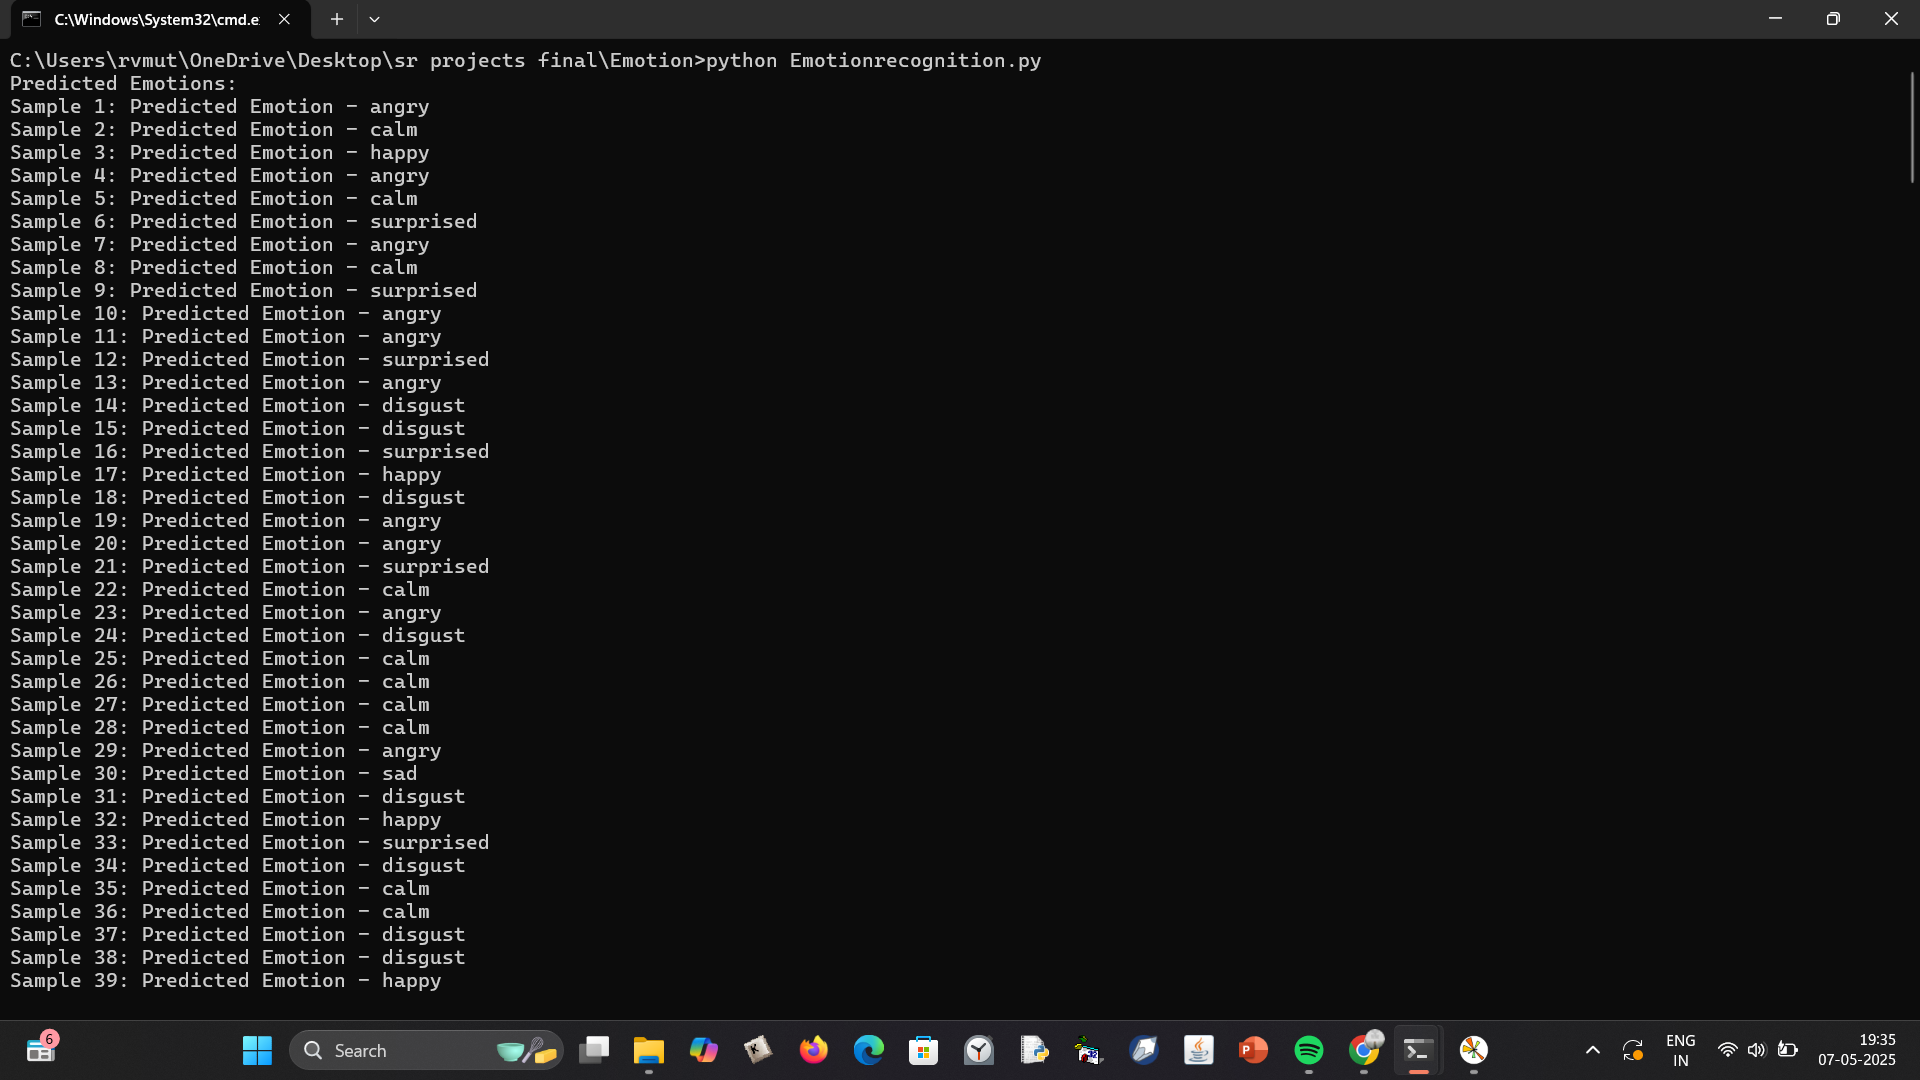 C:\Windows\System32\cmd.e
C:\Users\rvmut\OneDrive\Desktop\sr projects final\Emotion>python Emotionrecognition.py
Predicted Emotions:
Sample 1: Predicted Emotion - angry
Sample 2: Predicted Emotion - calm
Sample 3: Predicted Emotion - happy
Sample 4: Predicted Emotion - angry
Sample 5: Predicted Emotion - calm
Sample 6: Predicted Emotion - surprised
Sample 7: Predicted Emotion - angry
Sample 8: Predicted Emotion - calm
Sample 9: Predicted Emotion - surprised
Sample 10: Predicted Emotion - angry
Sample 11: Predicted Emotion - angry
Sample 12: Predicted Emotion - surprised
Sample 13: Predicted Emotion - angry
Sample 14: Predicted Emotion - disgust
Sample 15: Predicted Emotion - disgust
Sample 16: Predicted Emotion - surprised
Sample 17: Predicted Emotion - happy
Sample 18: Predicted Emotion - disgust
Sample 19: Predicted Emotion - angry
Sample 20: Predicted Emotion - angry
Sample 21: Predicted Emotion - surprised
Sample 22: Predicted Emotion - calm
Sample 23: Predicted Emotion - angry
Sample 24: Predicted Emotion - disgust
Sample 25: Predicted Emotion - calm
Sample 26: Predicted Emotion - calm
Sample 27: Predicted Emotion - calm
Sample 28: Predicted Emotion - calm
Sample 29: Predicted Emotion - angry
Sample 30: Predicted Emotion - sad
Sample 31: Predicted Emotion - disgust
Sample 32: Predicted Emotion - happy
Sample 33: Predicted Emotion - surprised
Sample 34: Predicted Emotion - disgust
Sample 35: Predicted Emotion - calm
Sample 36: Predicted Emotion - calm
Sample 37: Predicted Emotion - disgust
Sample 38: Predicted Emotion - disgust
Sample 39: Predicted Emotion - happy
6
Search
ENG
IN
19:35
07-05-2025